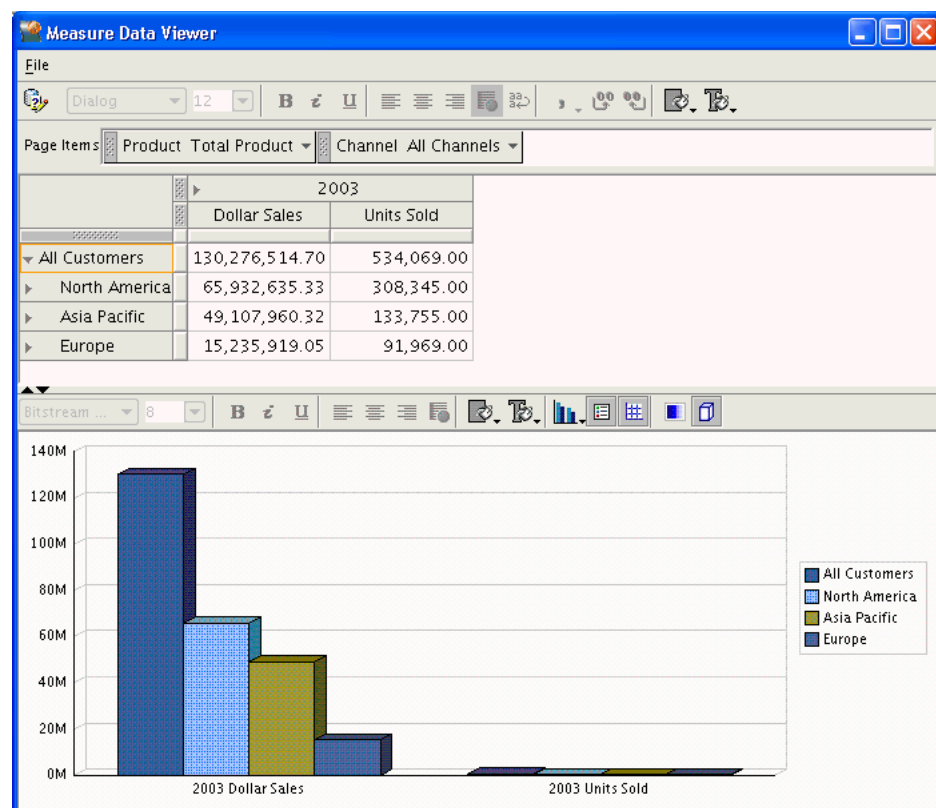 Measure Data Viewer
File
Dialog 12 B i U
Page Items Product Total Product Channel All Channels
2003
Dollar Sales Units Sold
All Customers 130,276,514.70 534,069.00
North America 65,932,635.33 308,345.00
Asia Pacific 49,107,960.32 133,755.00
Europe 15,235,919.05 91,969.00
Bitstream ... 8 B i U
140M
120M
100M
80M
60M
40M
20M
0M
2003 Dollar Sales 2003 Units Sold
All Customers
North America
Asia Pacific
Europe